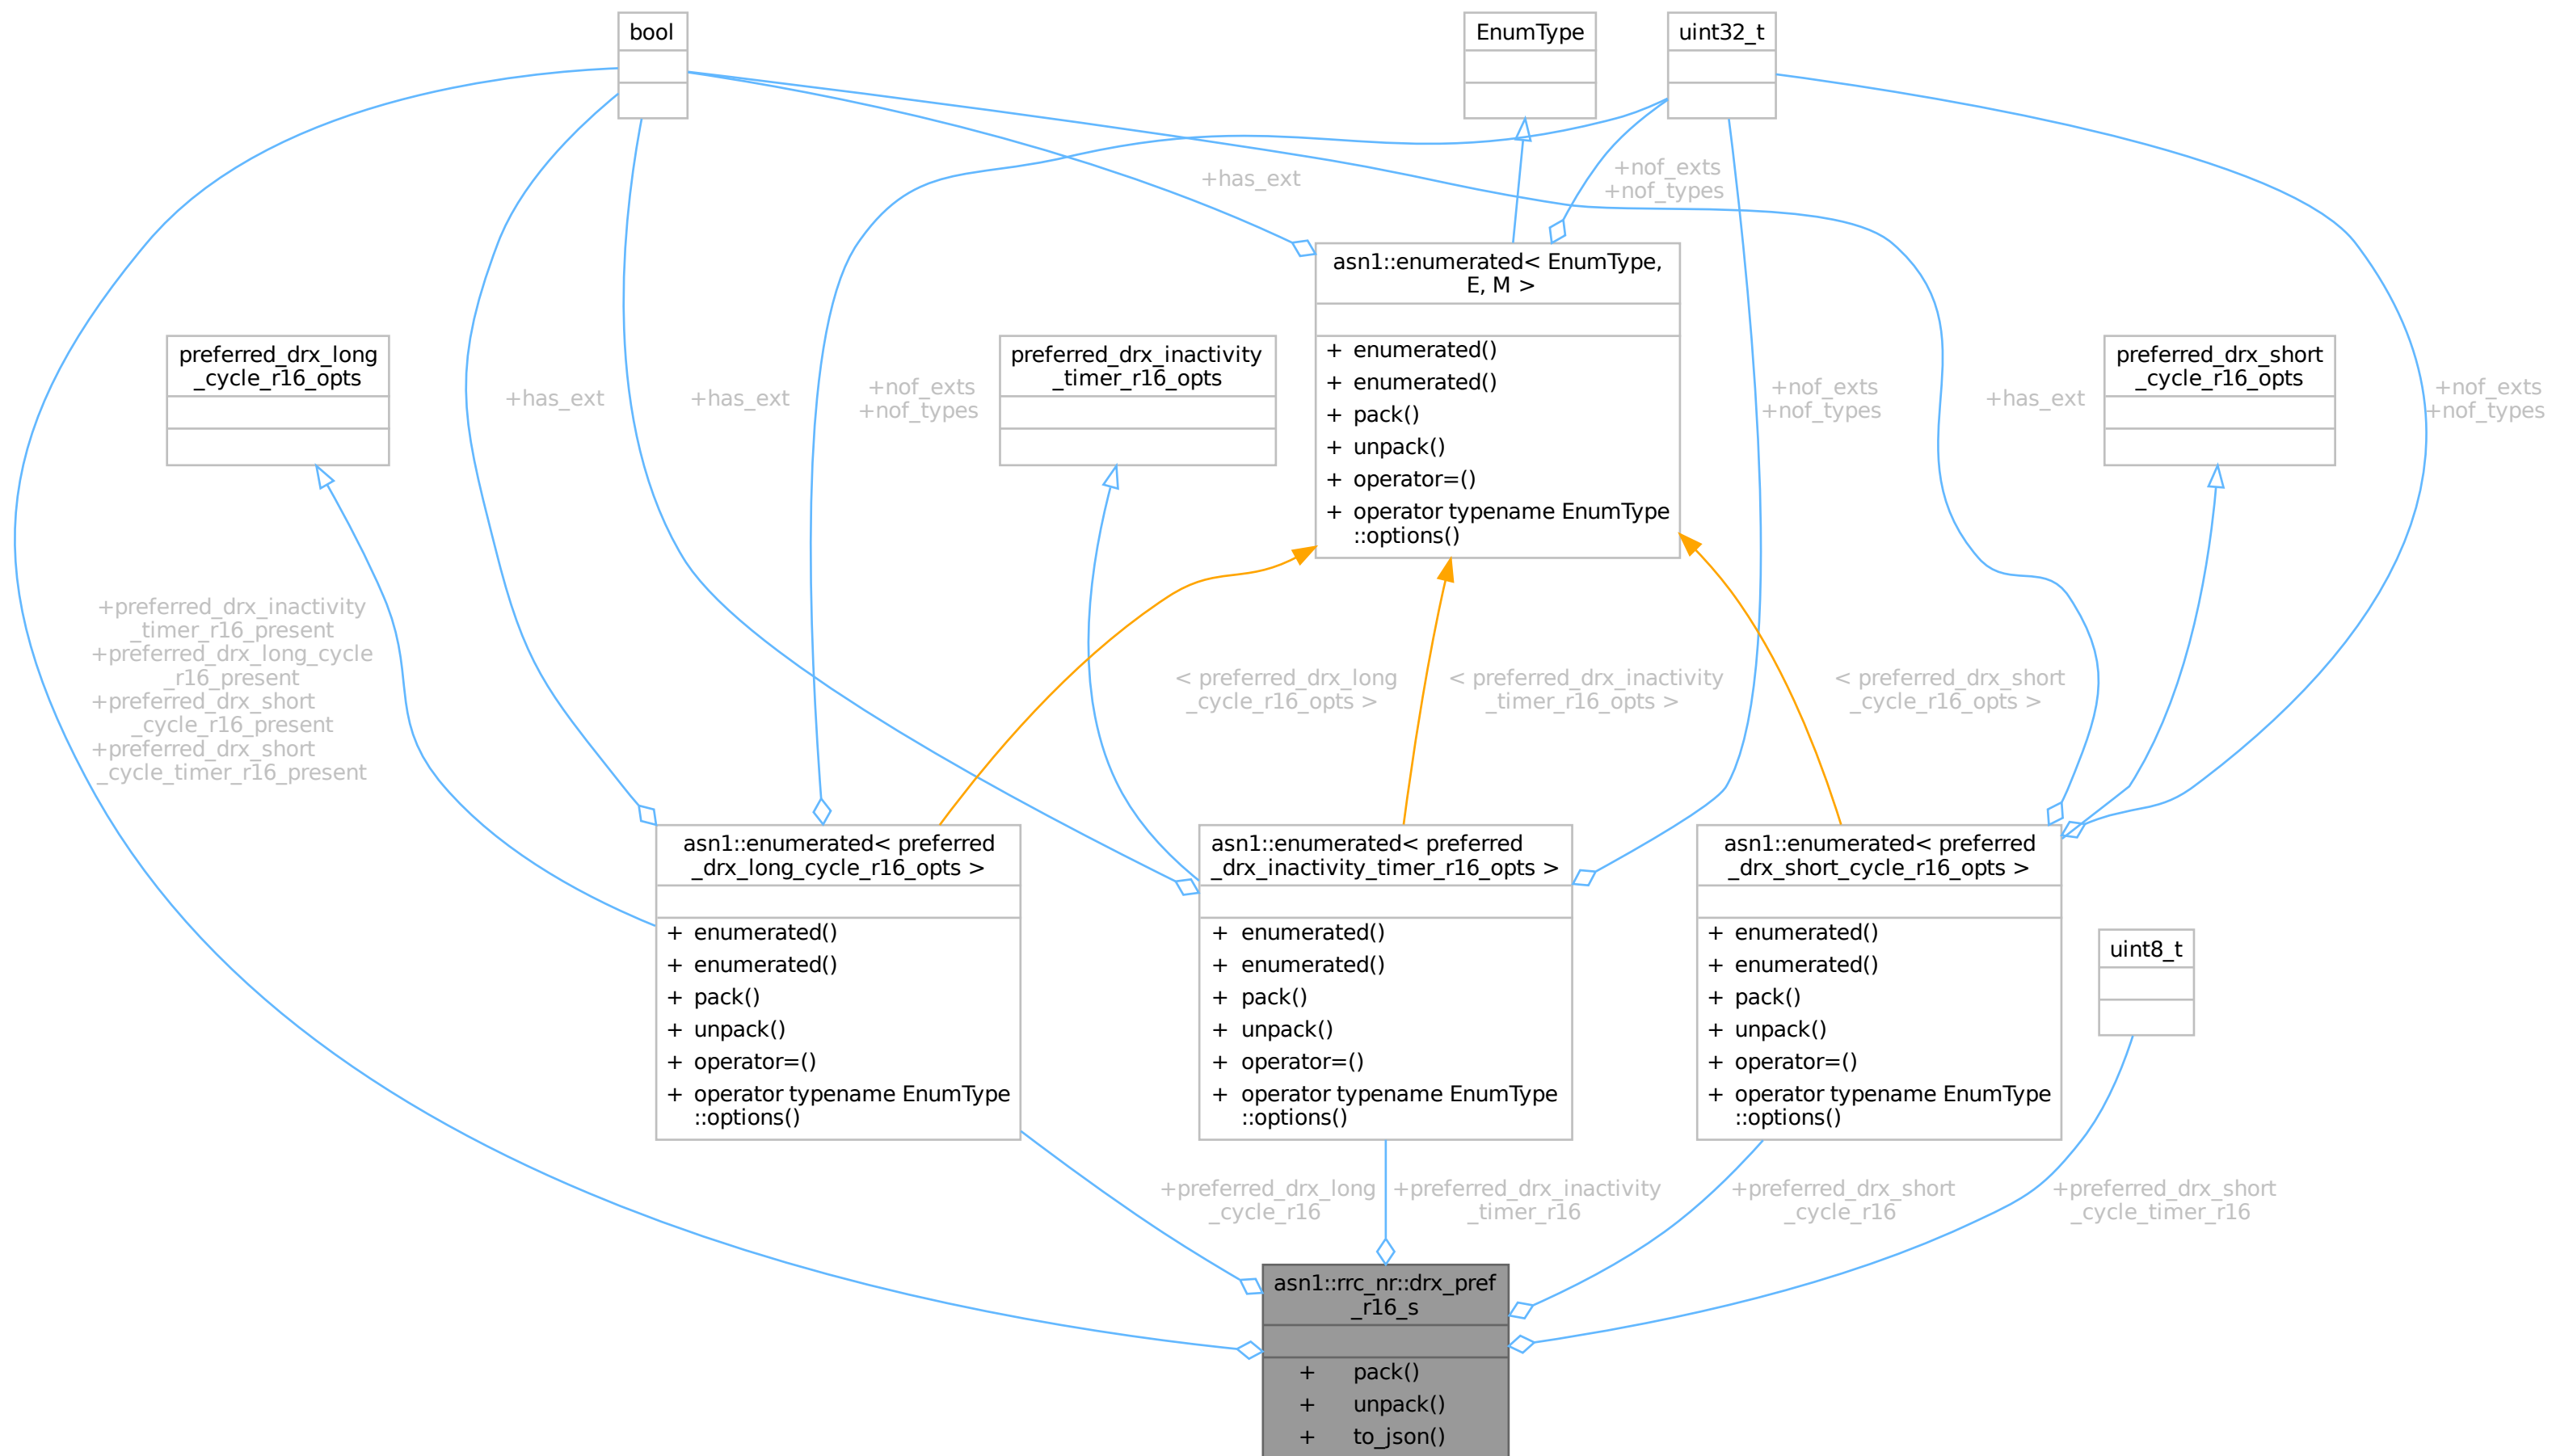 bool
EnumType
uint32_t
+has_ext
+nof_exts
+nof_types
asn1::enumerated< EnumType,
E, M >
+ enumerated()
+ enumerated()
+ pack()
+ unpack()
+ operator=()
+ operator typename EnumType
::options()
preferred_drx_long
_cycle_r16_opts
+has_ext
+has_ext
+nof_exts
+nof_types
preferred_drx_inactivity
_timer_r16_opts
+nof_exts
+nof_types
+has_ext
preferred_drx_short
_cycle_r16_opts
+nof_exts
+nof_types
+preferred_drx_inactivity
_timer_r16_present
+preferred_drx_long_cycle
_r16_present
+preferred_drx_short
_cycle_r16_present
+preferred_drx_short
_cycle_timer_r16_present
< preferred_drx_long
_cycle_r16_opts >
< preferred_drx_inactivity
_timer_r16_opts >
< preferred_drx_short
_cycle_r16_opts >
asn1::enumerated< preferred
_drx_long_cycle_r16_opts >
+ enumerated()
+ enumerated()
+ pack()
+ unpack()
+ operator=()
+ operator typename EnumType
::options()
asn1::enumerated< preferred
_drx_inactivity_timer_r16_opts >
+ enumerated()
+ enumerated()
+ pack()
+ unpack()
+ operator=()
+ operator typename EnumType
::options()
asn1::enumerated< preferred
_drx_short_cycle_r16_opts >
+ enumerated()
+ enumerated()
+ pack()
+ unpack()
+ operator=()
+ operator typename EnumType
::options()
uint8_t
+preferred_drx_long
_cycle_r16
+preferred_drx_inactivity
_timer_r16
+preferred_drx_short
_cycle_r16
+preferred_drx_short
_cycle_timer_r16
asn1::rrc_nr::drx_pref
_r16_s
+ pack()
+ unpack()
+ to_json()